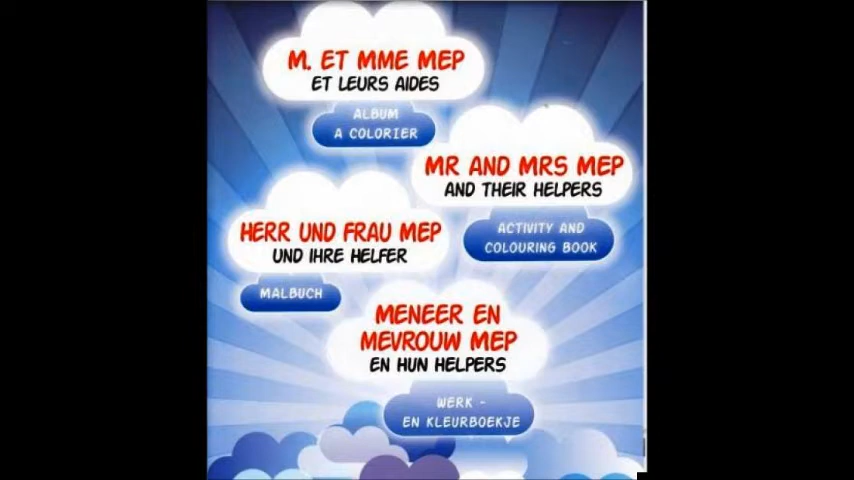 M. ET MME MEP
ET LEURS AIDES
ALBUM
A COLORIER
MR AND MRS MEP
AND THEIR HELPERS
ACTIVITY AND
COLOURING BOOK
HERR UND FRAU MEP
UND IHRE HELFER
MALBUCH
MENEER EN
MEVROUW MEP
EN HUN HELPERS
WERK -
EN KLEURBOEKJE